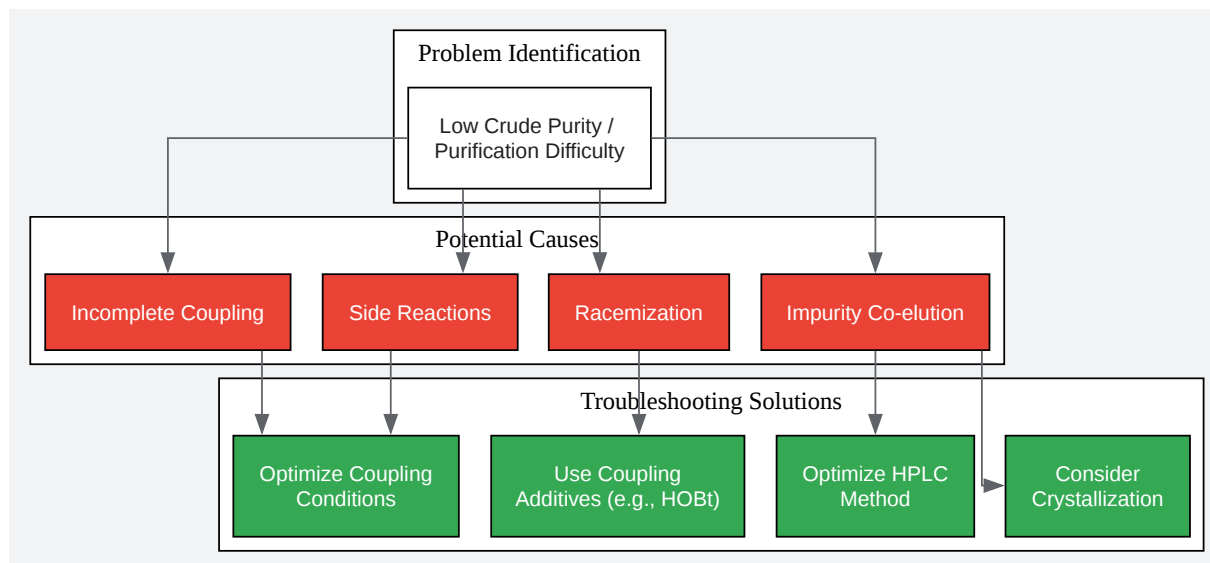 Problem Identification
Low Crude Purity /
Purification Difficulty
Potential Causes
Incomplete Coupling
Side Reactions
Racemization
Impurity Co-elution
Troubleshooting Solutions
Optimize Coupling
Conditions
Use Coupling
Additives (e.g., HOBt)
Optimize HPLC
Method
Consider
Crystallization